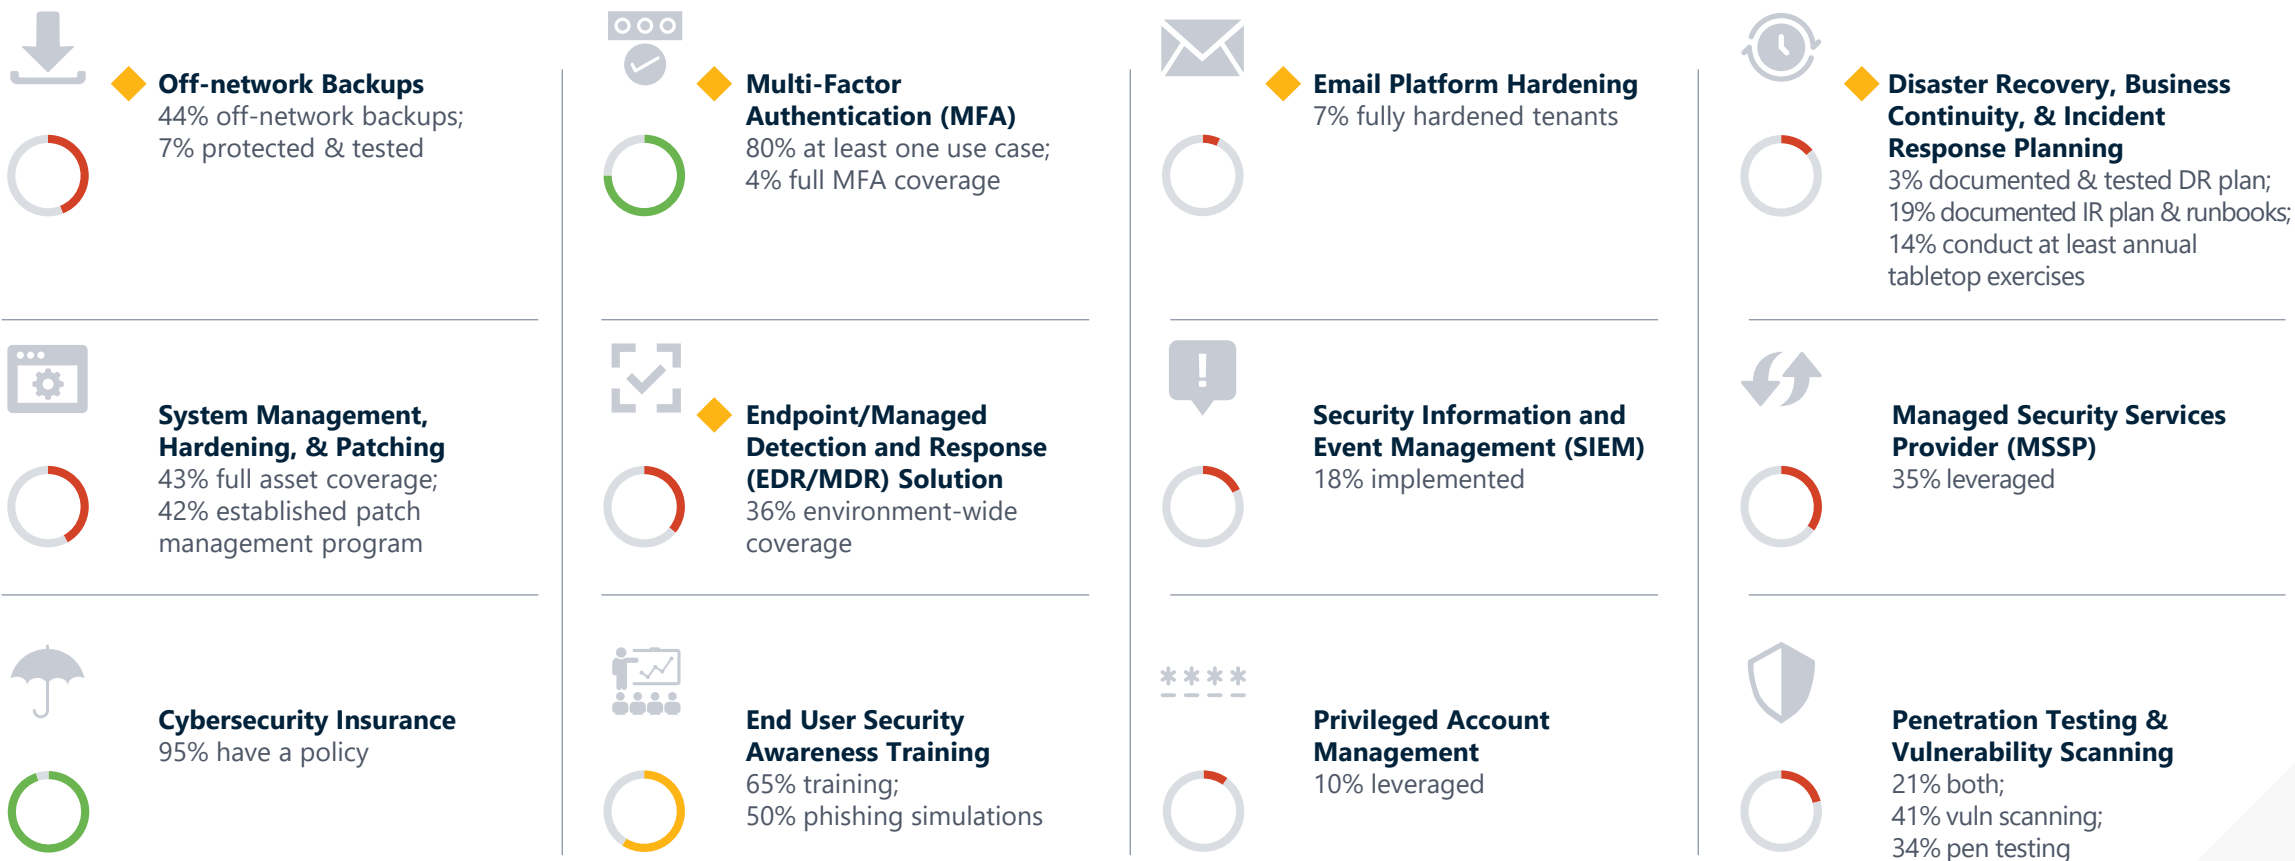 Off-network Backups
44% off-network backups;
7% protected & tested
Multi-Factor
Authentication (MFA)
80% at least one use case;
4% full MFA coverage
Email Platform Hardening
7% fully hardened tenants
Disaster Recovery, Business
Continuity, & Incident
Response Planning
3% documented & tested DR plan;
19% documented IR plan & runbooks;
14% conduct at least annual
tabletop exercises
System Management,
Hardening, & Patching
43% full asset coverage;
42% established patch
management program
Endpoint/Managed
Detection and Response
(EDR/MDR) Solution
36% environment-wide
coverage
Security Information and
Event Management (SIEM)
18% implemented
Managed Security Services
Provider (MSSP)
35% leveraged
Cybersecurity Insurance
95% have a policy
End User Security
Awareness Training
65% training;
50% phishing simulations
****
Privileged Account
Management
10% leveraged
Penetration Testing &
Vulnerability Scanning
21% both;
41% vuln scanning;
34% pen testing